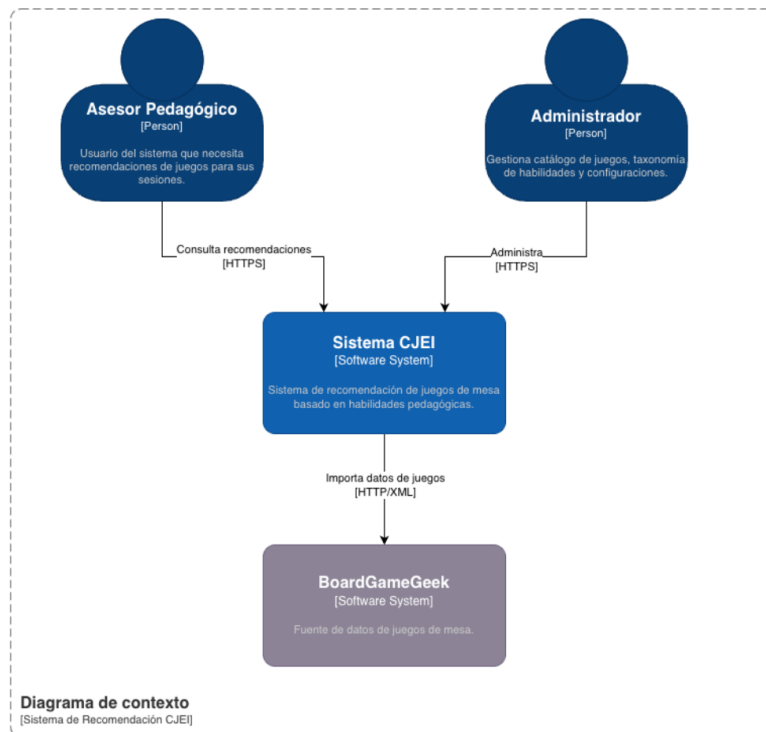 Asesor Pedagógico
[Person]
Usuario del sistema que necesita
recomendaciones de juegos para sus
sesiones.
Administrador
[Person]
Gestiona catálogo de juegos, taxonomía
de habilidades y configuraciones.
Consulta recomendaciones
[HTTPS]
Administra
[HTTPS]
Sistema CJEI
[Software System]
Sistema de recomendación de juegos de mesa
basado en habilidades pedagógicas.
Importa datos de juegos
[HTTP/XML]
BoardGameGeek
[Software System]
Fuente de datos de juegos de mesa.
Diagrama de contexto
[Sistema de Recomendación CJEI]